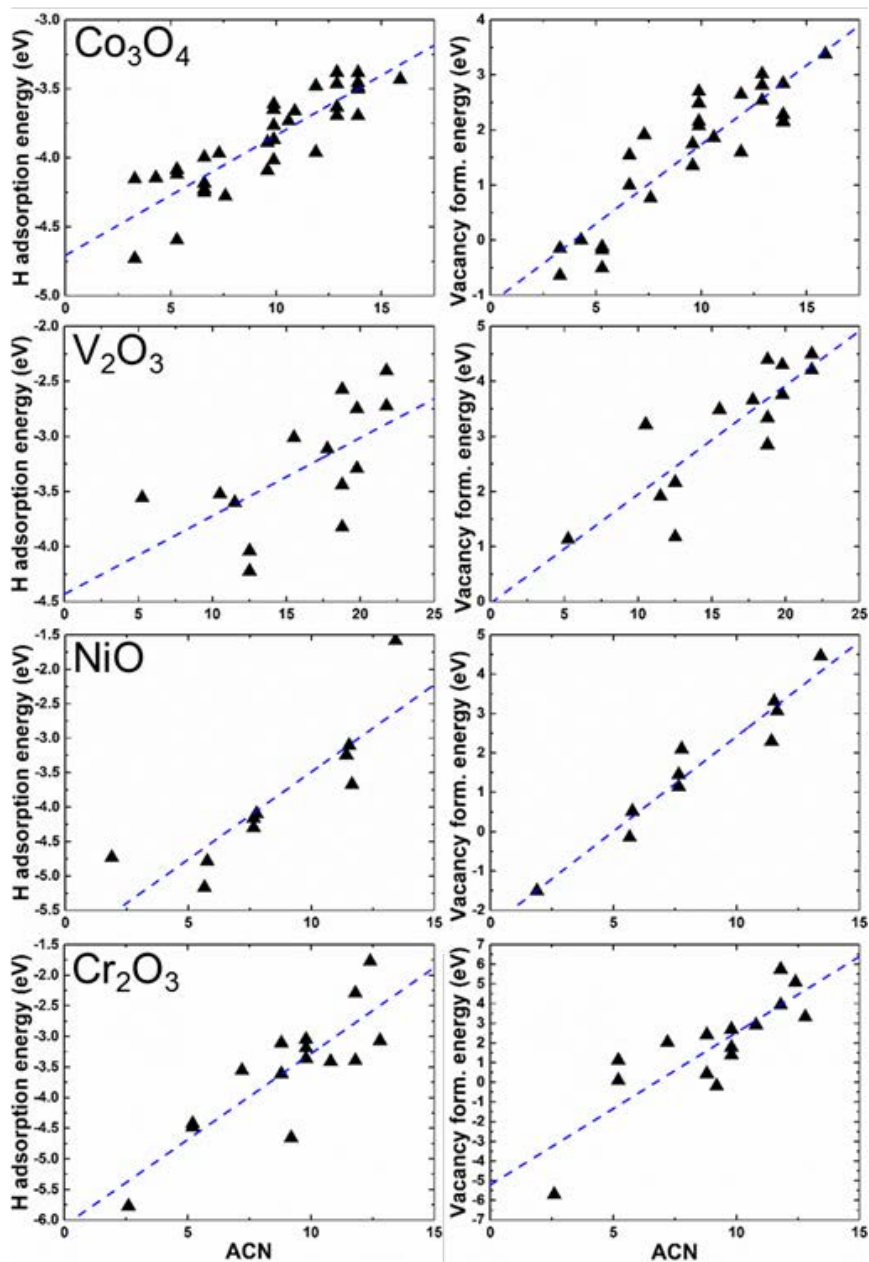 Co₃O₄
H adsorption energy (eV)
-3.0
-3.5
-4.0
-4.5
-5.0
0 5 10 15
Vacancy form. energy (eV)
4
3
2
1
0
-1
0 5 10 15
V₂O₃
H adsorption energy (eV)
-2.0
-2.5
-3.0
-3.5
-4.0
-4.5
0 5 10 15 20 25
Vacancy form. energy (eV)
5
4
3
2
1
0
0 5 10 15 20 25
NiO
H adsorption energy (eV)
-1.5
-2.0
-2.5
-3.0
-3.5
-4.0
-4.5
-5.0
-5.5
0 5 10 15
Vacancy form. energy (eV)
5
4
3
2
1
0
-1
-2
0 5 10 15
Cr₂O₃
H adsorption energy (eV)
-1.5
-2.0
-2.5
-3.0
-3.5
-4.0
-4.5
-5.0
-5.5
-6.0
0 5 10 15
ACN
Vacancy form. energy (eV)
7
6
5
4
3
2
1
0
-1
-2
-3
-4
-5
-6
-7
0 5 10 15
ACN